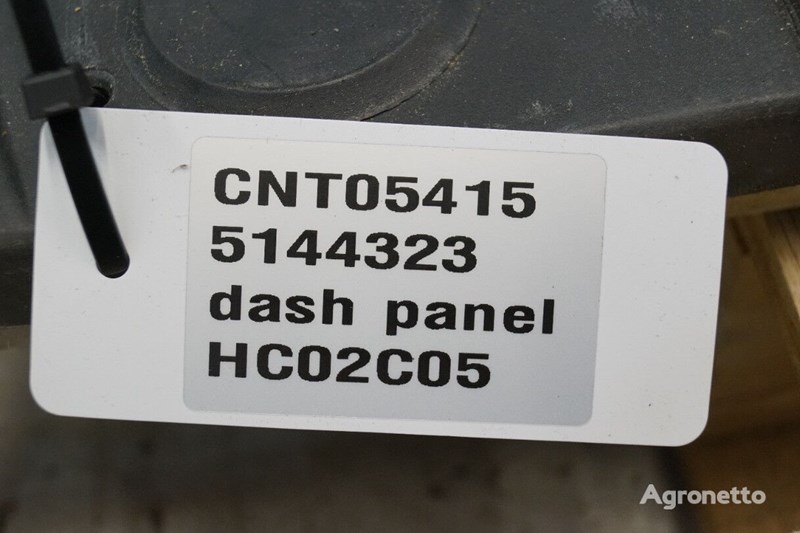 CNT05415
5144323
dash panel
HC02C05
Agronetto